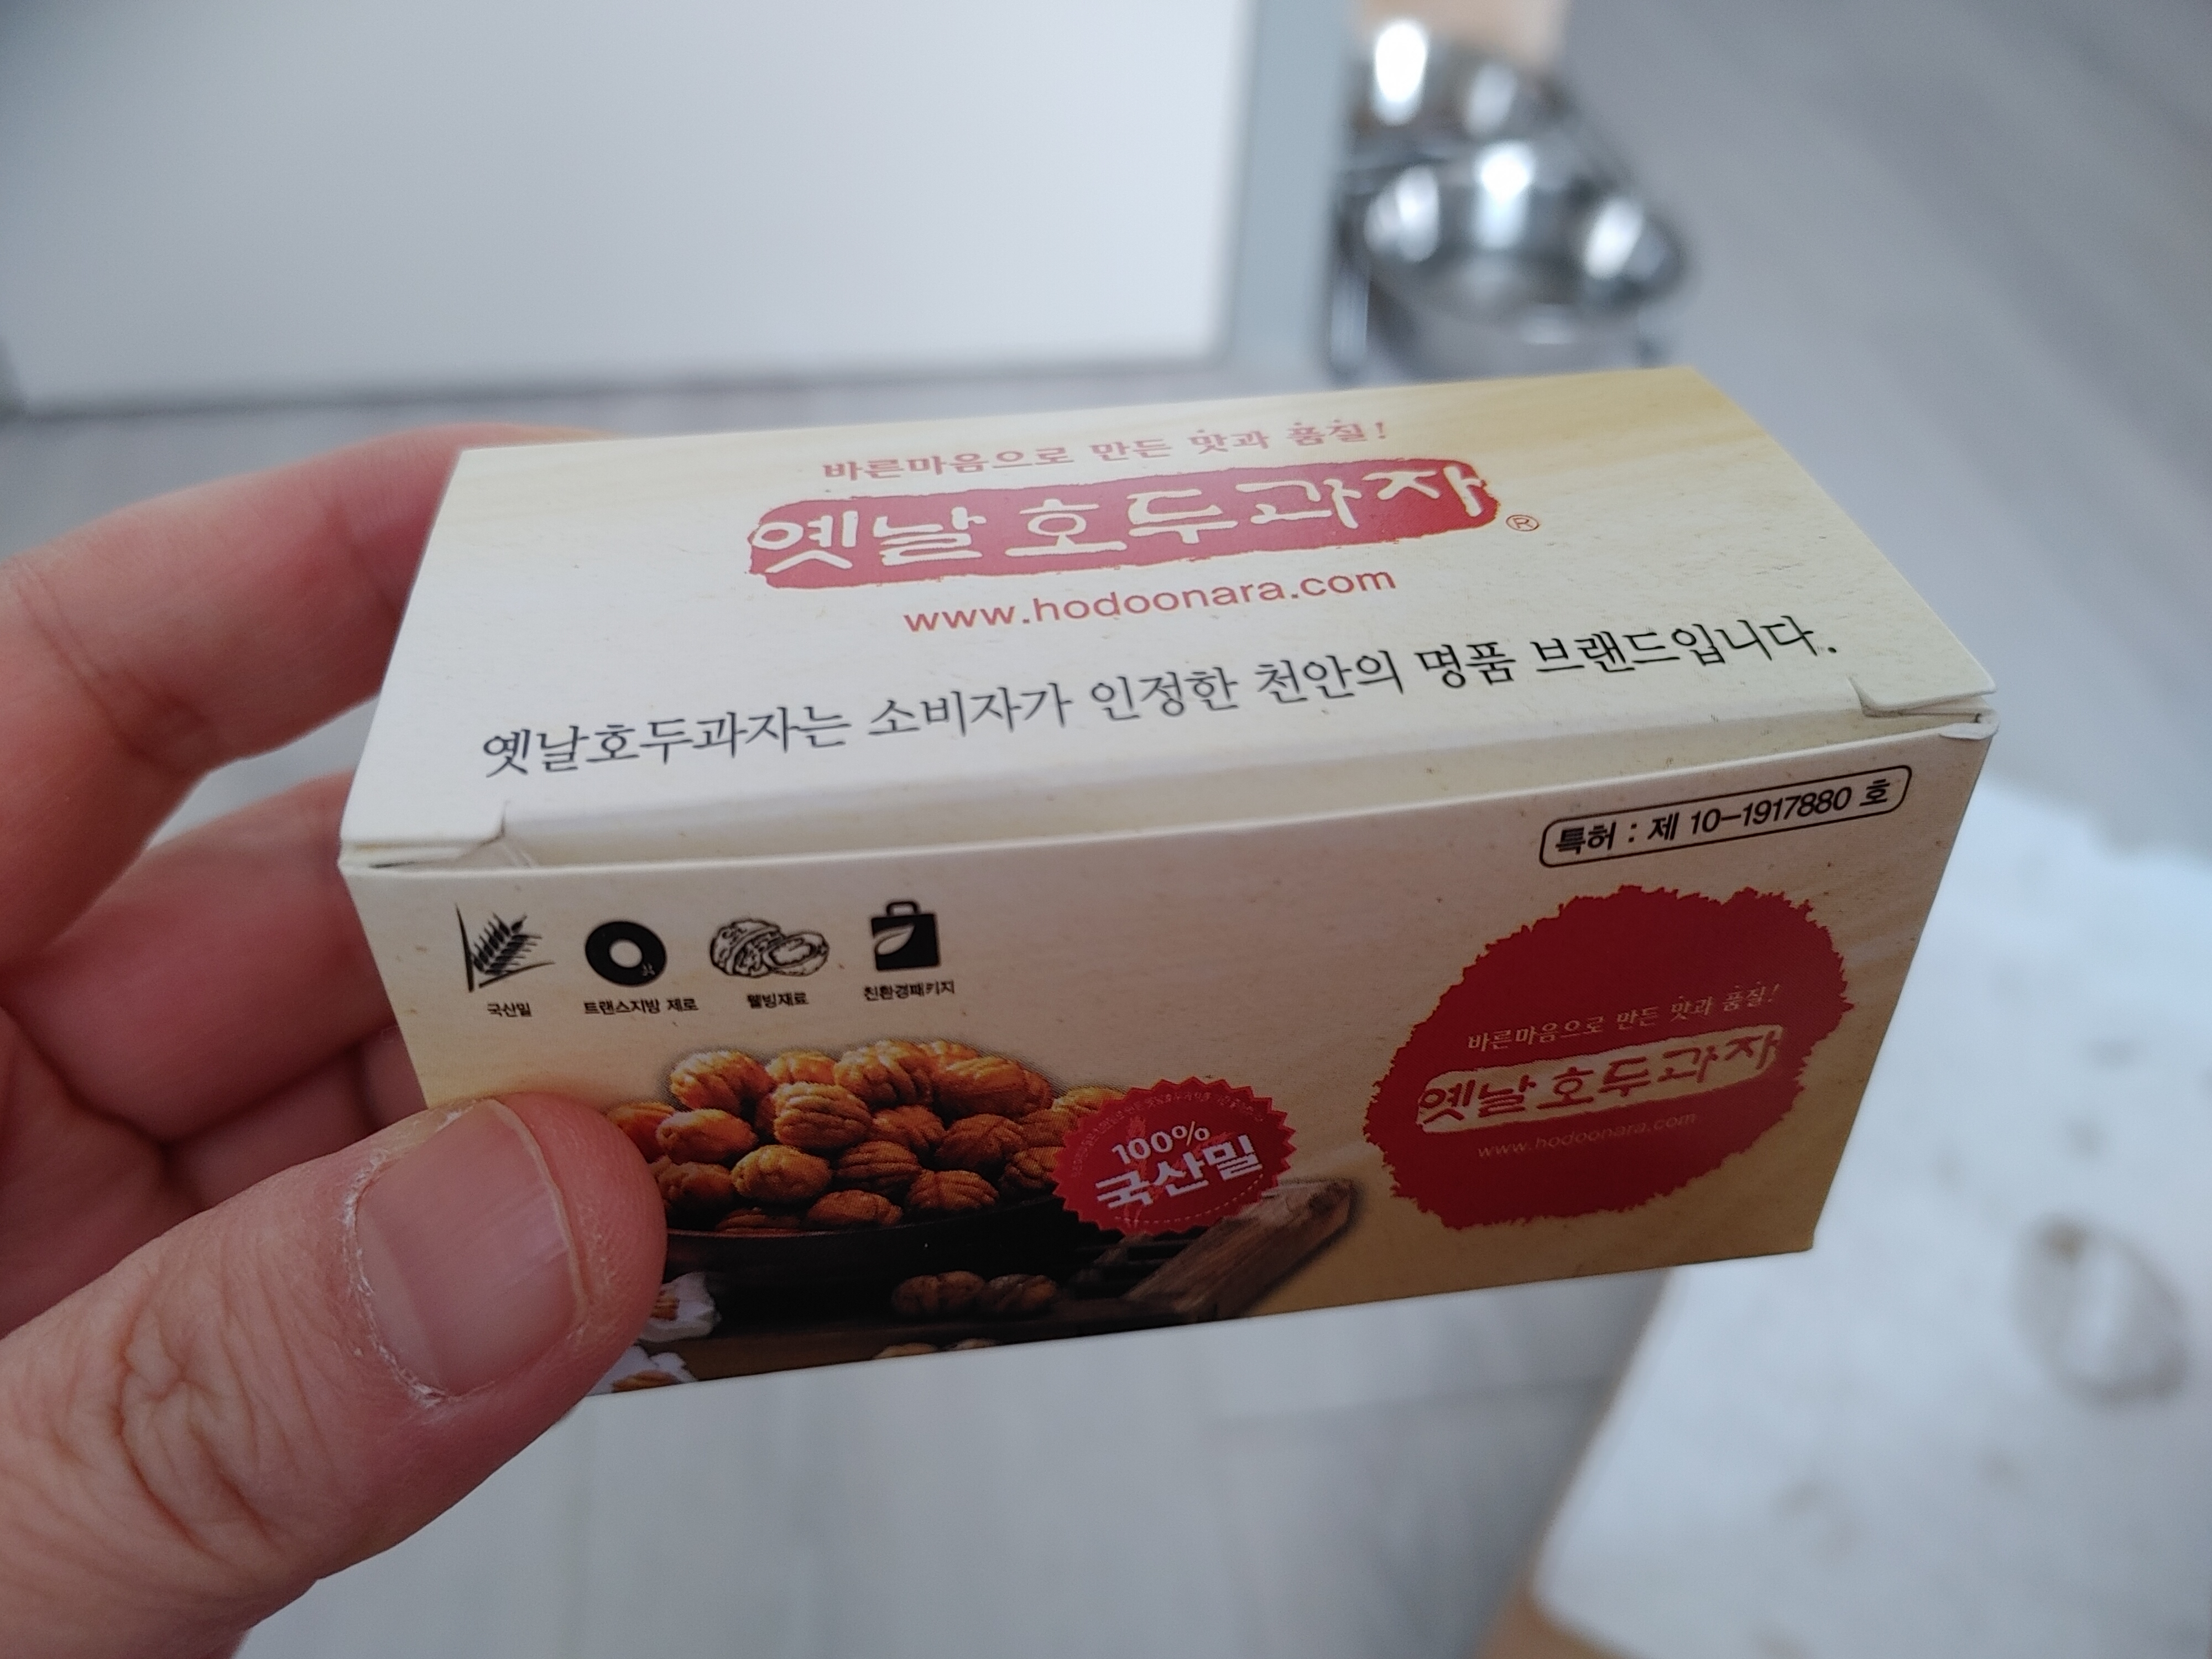 바른마음으로 만든 맛과 품질!
옛날호두과자®
www.hodoonara.com
옛날호두과자는 소비자가 인정한 천안의 명품 브랜드입니다.
특허 : 제 10-1917880 호
국산밀
트랜스지방 제로
웰빙재료
친환경패키지
100%
국산밀
바른마음으로 만든 맛과 품질!
옛날호두과자
www.hodoonara.com